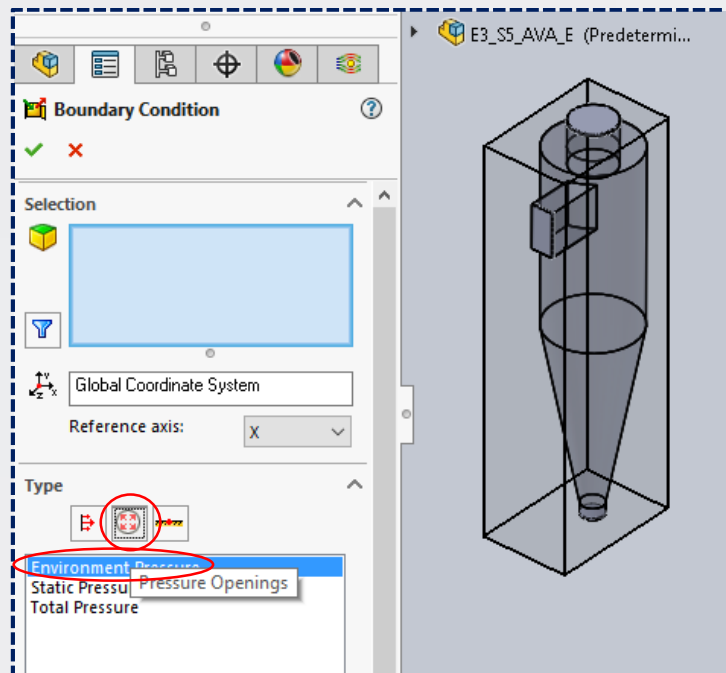 E3_S5_AVA_E (Predetermi...
Boundary Condition
?
Selection
Y
Z X
Global Coordinate System
Reference axis: X
Type
Environment Pressure
Static Pressu
Pressure Openings
Total Pressure